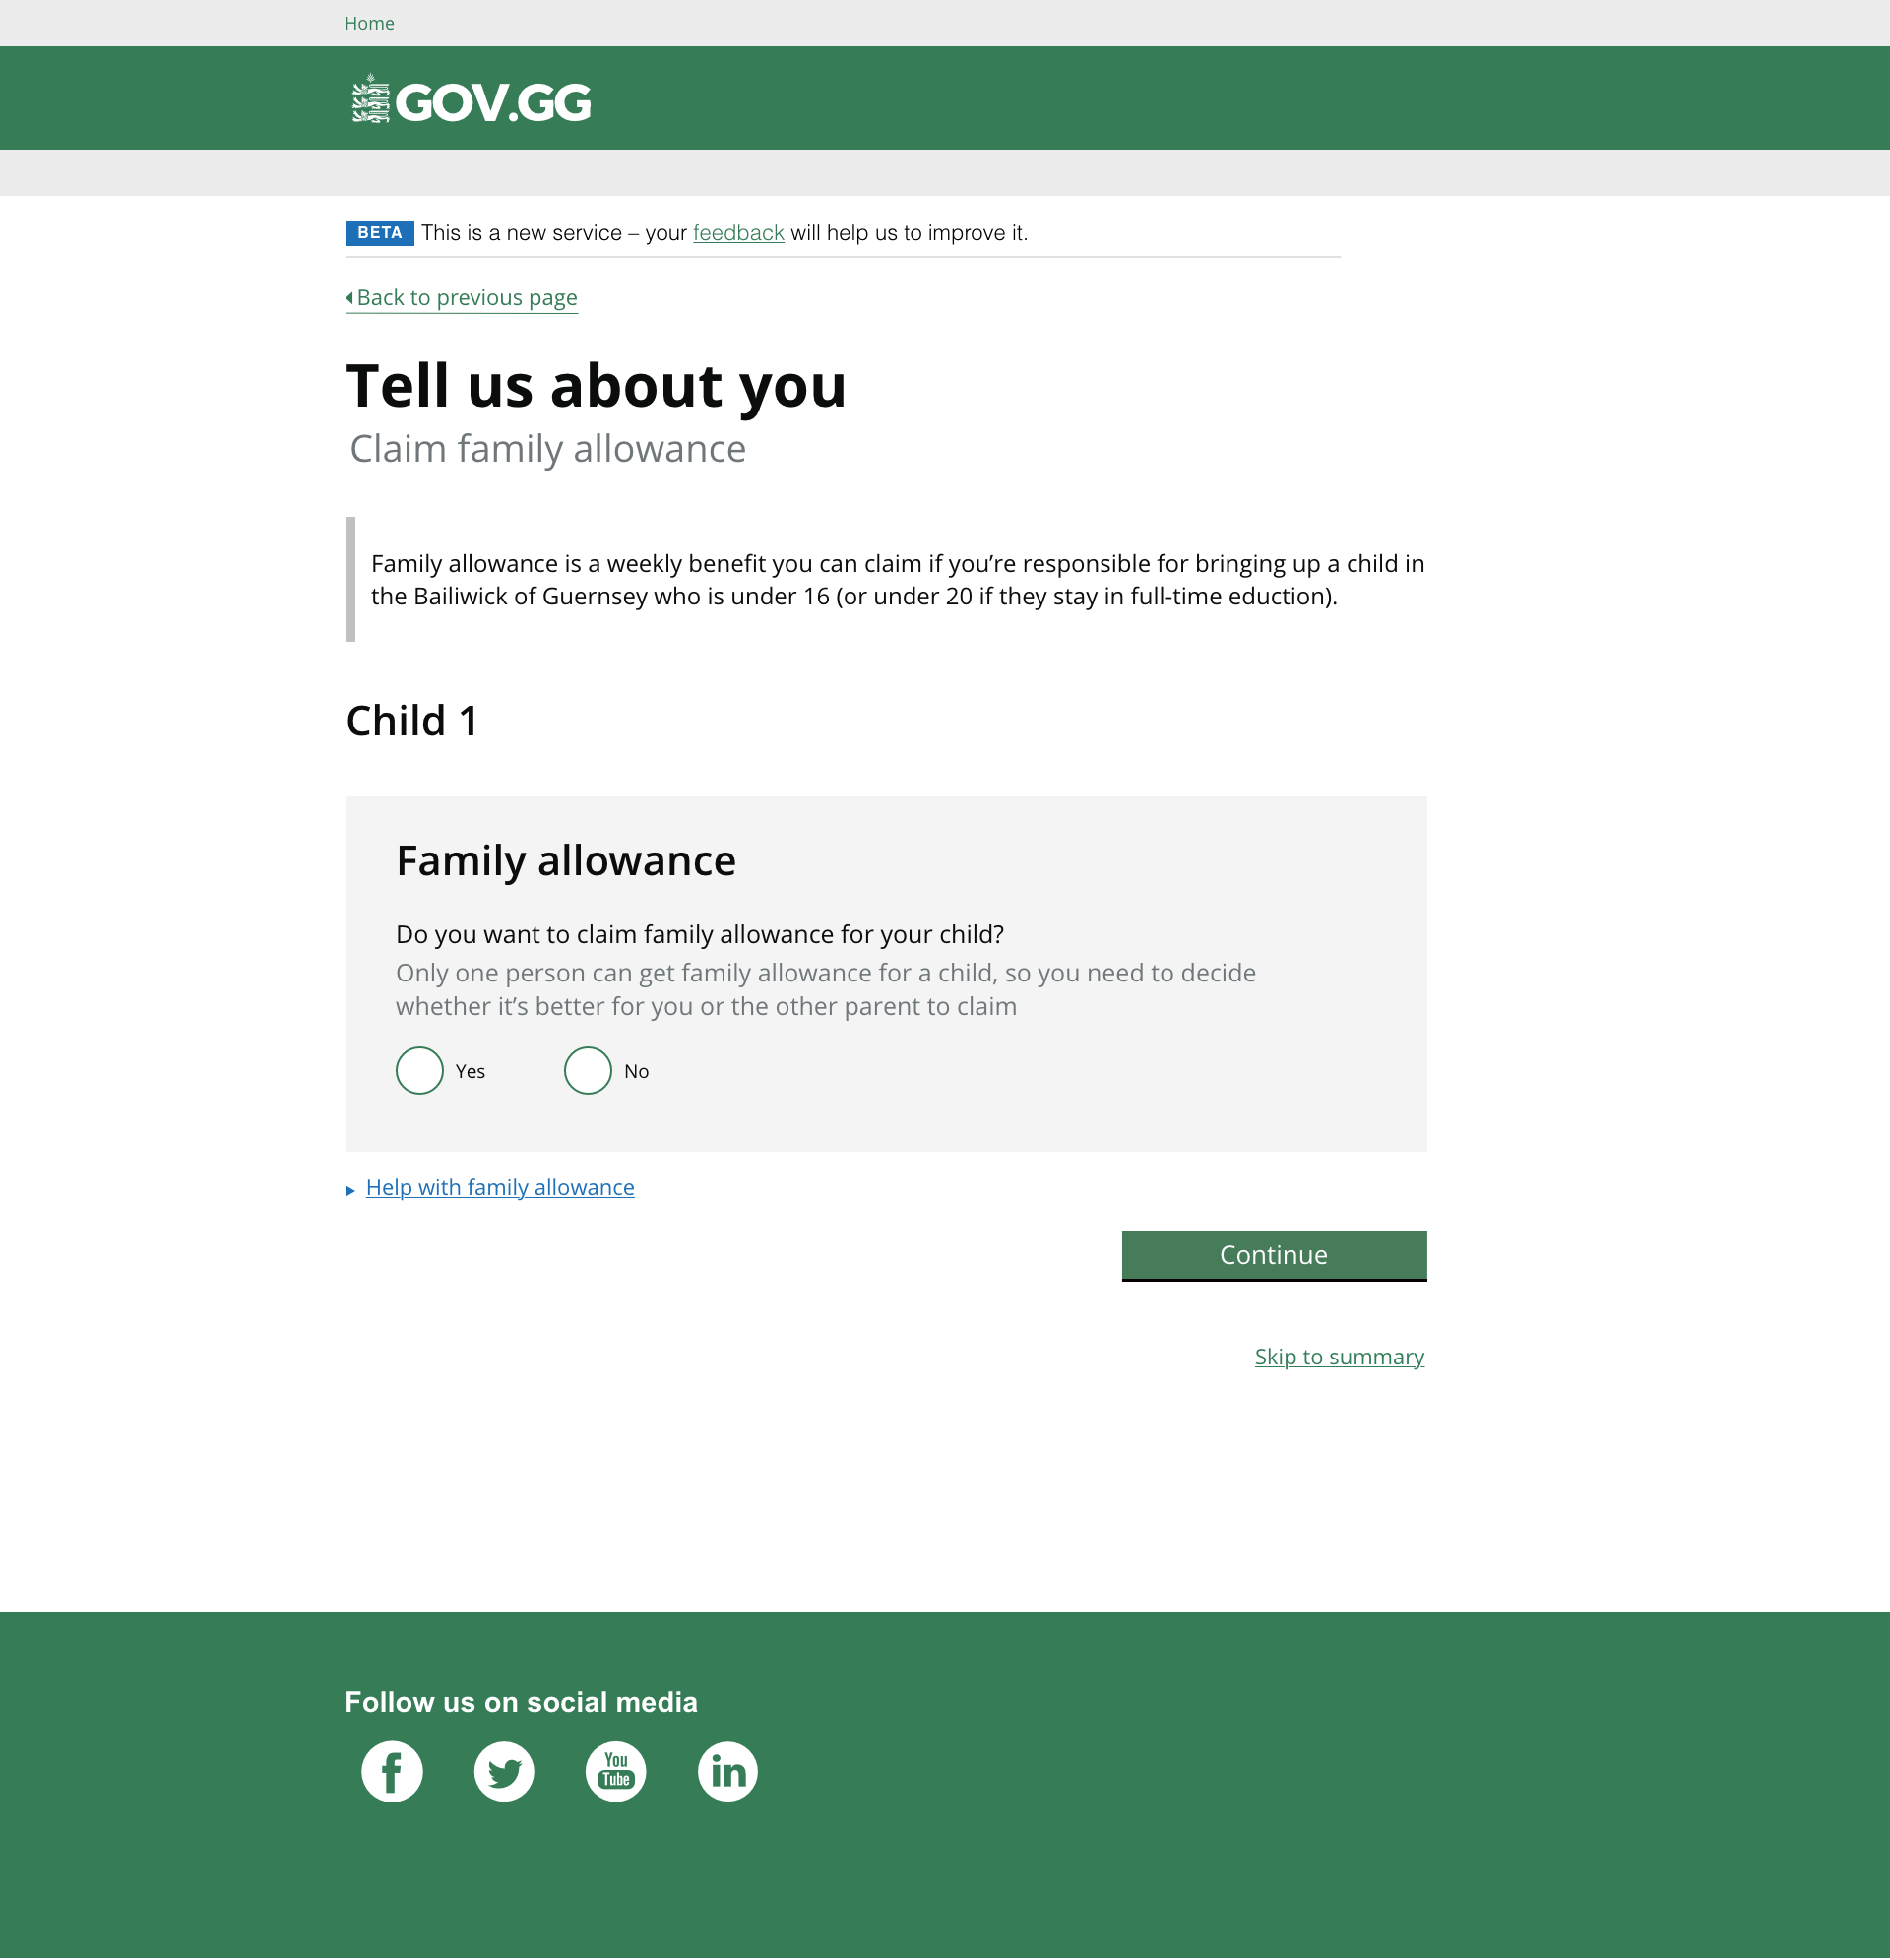 Home
GOV.GG
BETA This is a new service – your feedback will help us to improve it.
Back to previous page
Tell us about you
Claim family allowance
Family allowance is a weekly benefit you can claim if you’re responsible for bringing up a child in
the Bailiwick of Guernsey who is under 16 (or under 20 if they stay in full-time eduction).
Child 1
Family allowance
Do you want to claim family allowance for your child?
Only one person can get family allowance for a child, so you need to decide
whether it’s better for you or the other parent to claim
Yes No
Help with family allowance
Continue
Skip to summary
Follow us on social media
f You Tube in